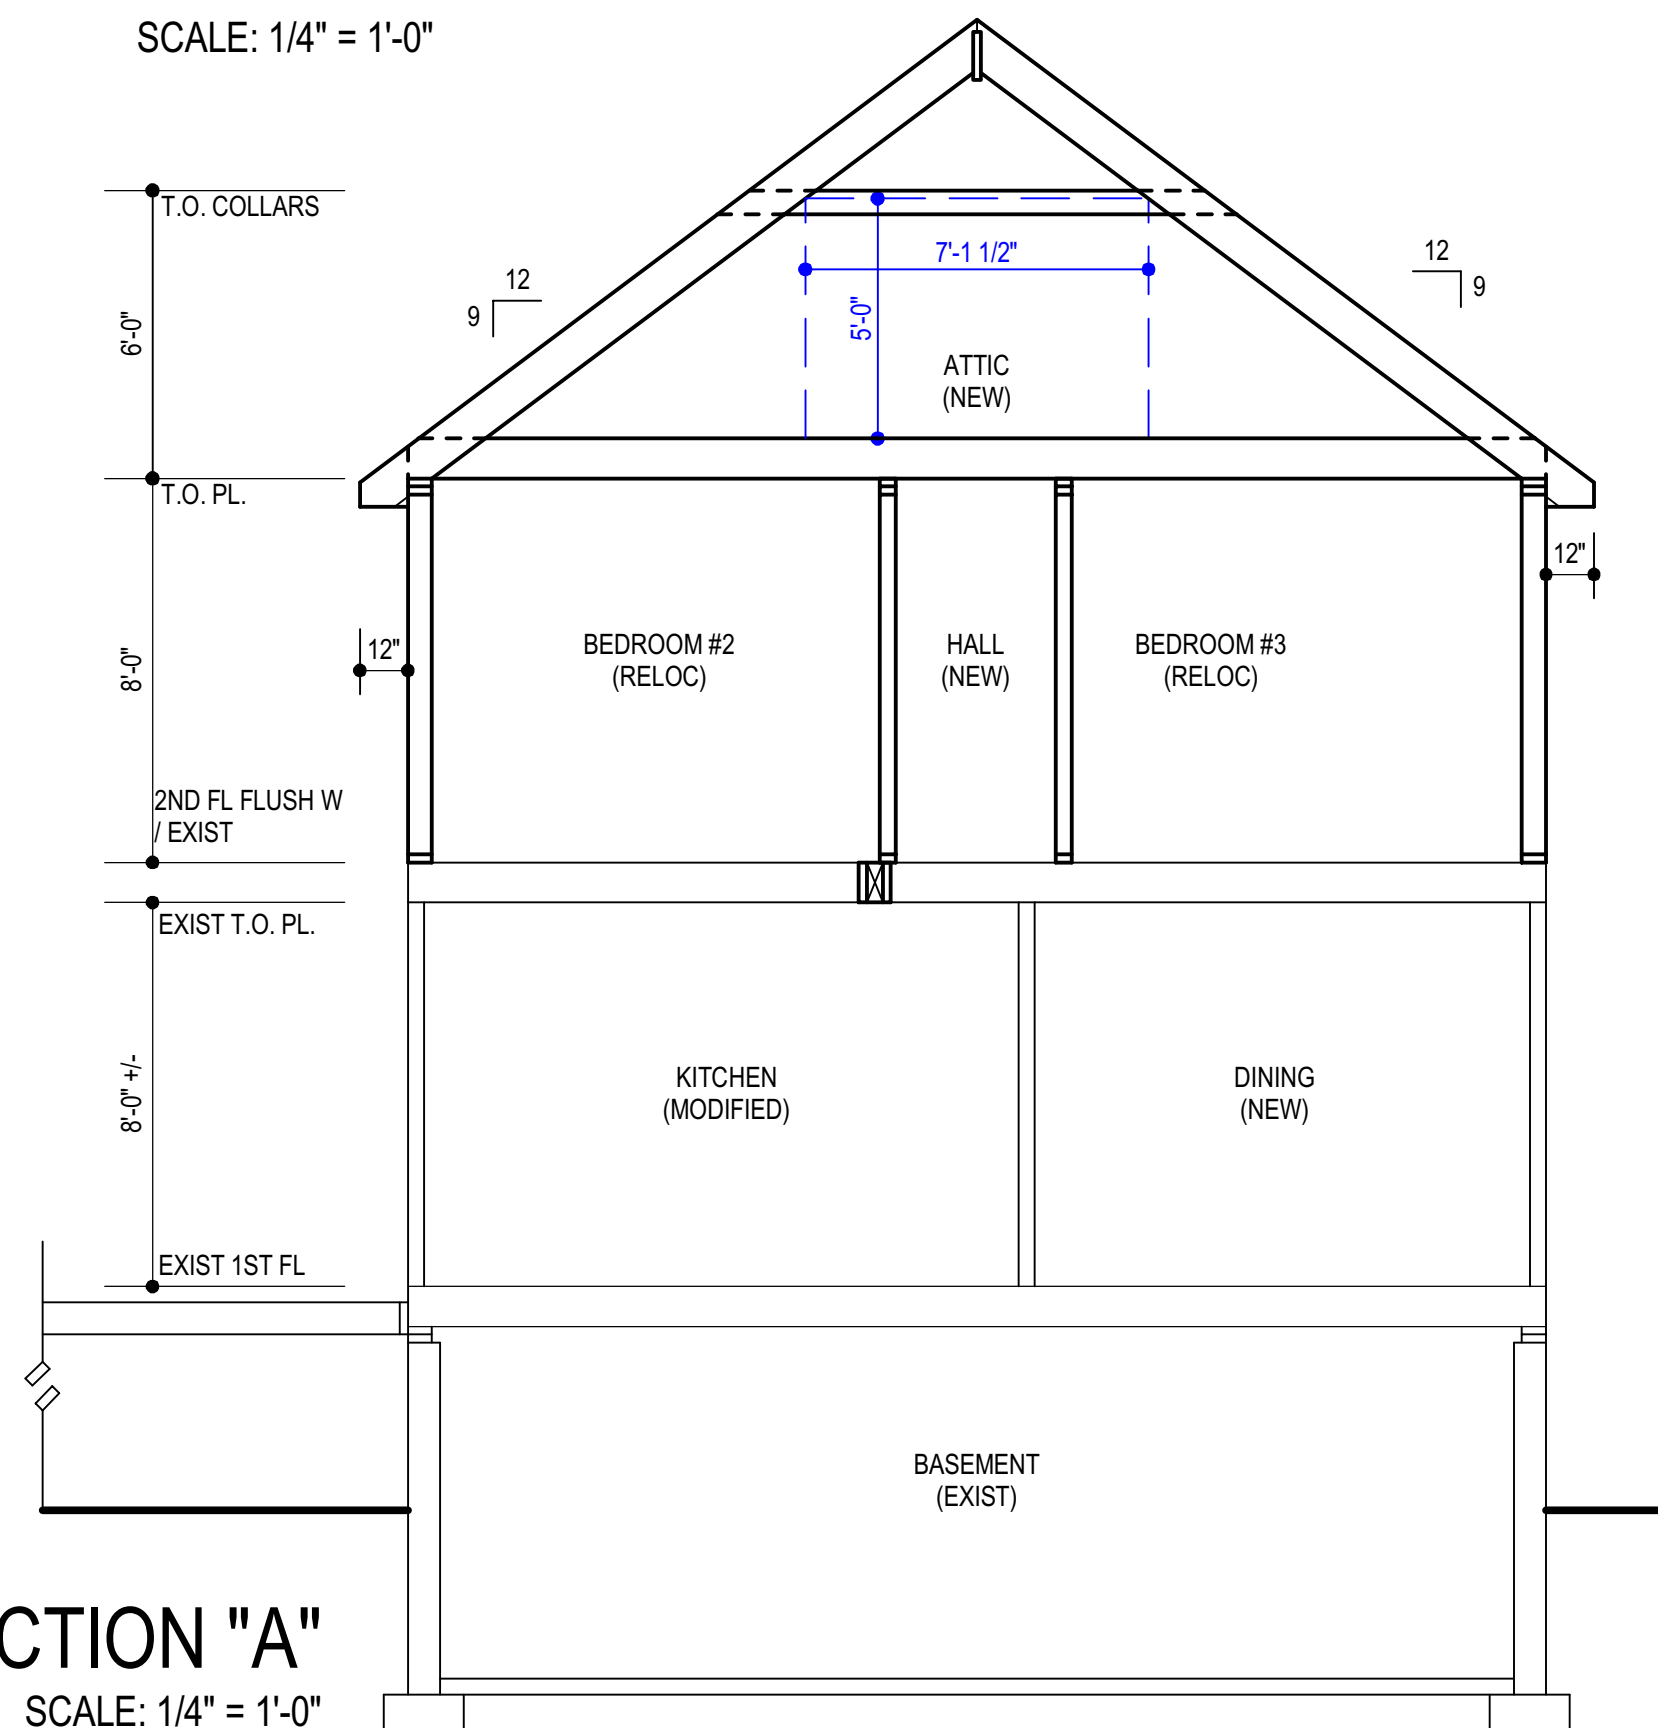 SCALE: 1/4" = 1'-0"
T.O. COLLARS
7'-1 1/2"
12
9
12
9
6'-0"
5'-0"
ATTIC
(NEW)
T.O. PL.
12"
12"
8'-0"
BEDROOM #2
(RELOC)
HALL
(NEW)
BEDROOM #3
(RELOC)
2ND FL FLUSH W
/ EXIST
EXIST T.O. PL.
8'-0" +/-
KITCHEN
(MODIFIED)
DINING
(NEW)
EXIST 1ST FL
BASEMENT
(EXIST)
CTION "A"
SCALE: 1/4" = 1'-0"